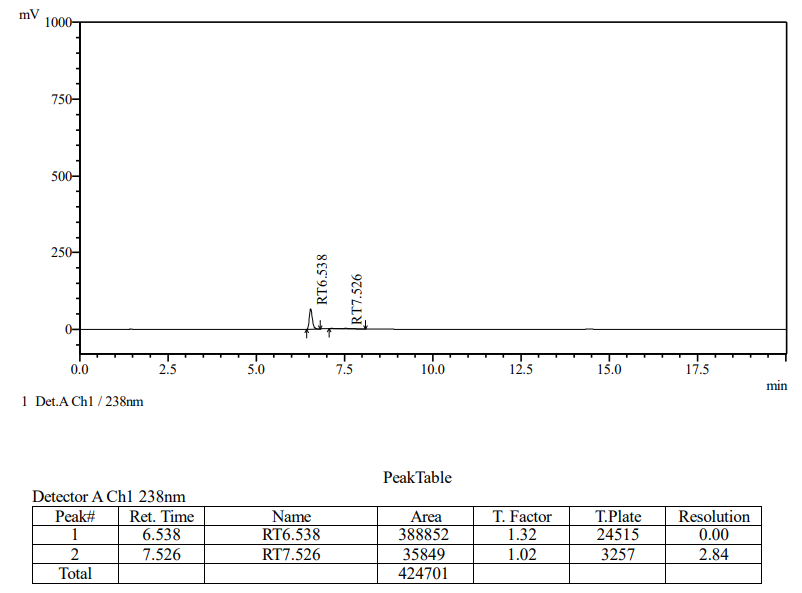 mV
1000
750
500
250
0
RT6.538
RT7.526
0.0 2.5 5.0 7.5 10.0 12.5 15.0 17.5
min
1 Det.A Ch1 / 238nm
PeakTable
Detector A Ch1 238nm
Peak# Ret. Time Name Area T. Factor T.Plate Resolution
1 6.538 RT6.538 388852 1.32 24515 0.00
2 7.526 RT7.526 35849 1.02 3257 2.84
Total 424701